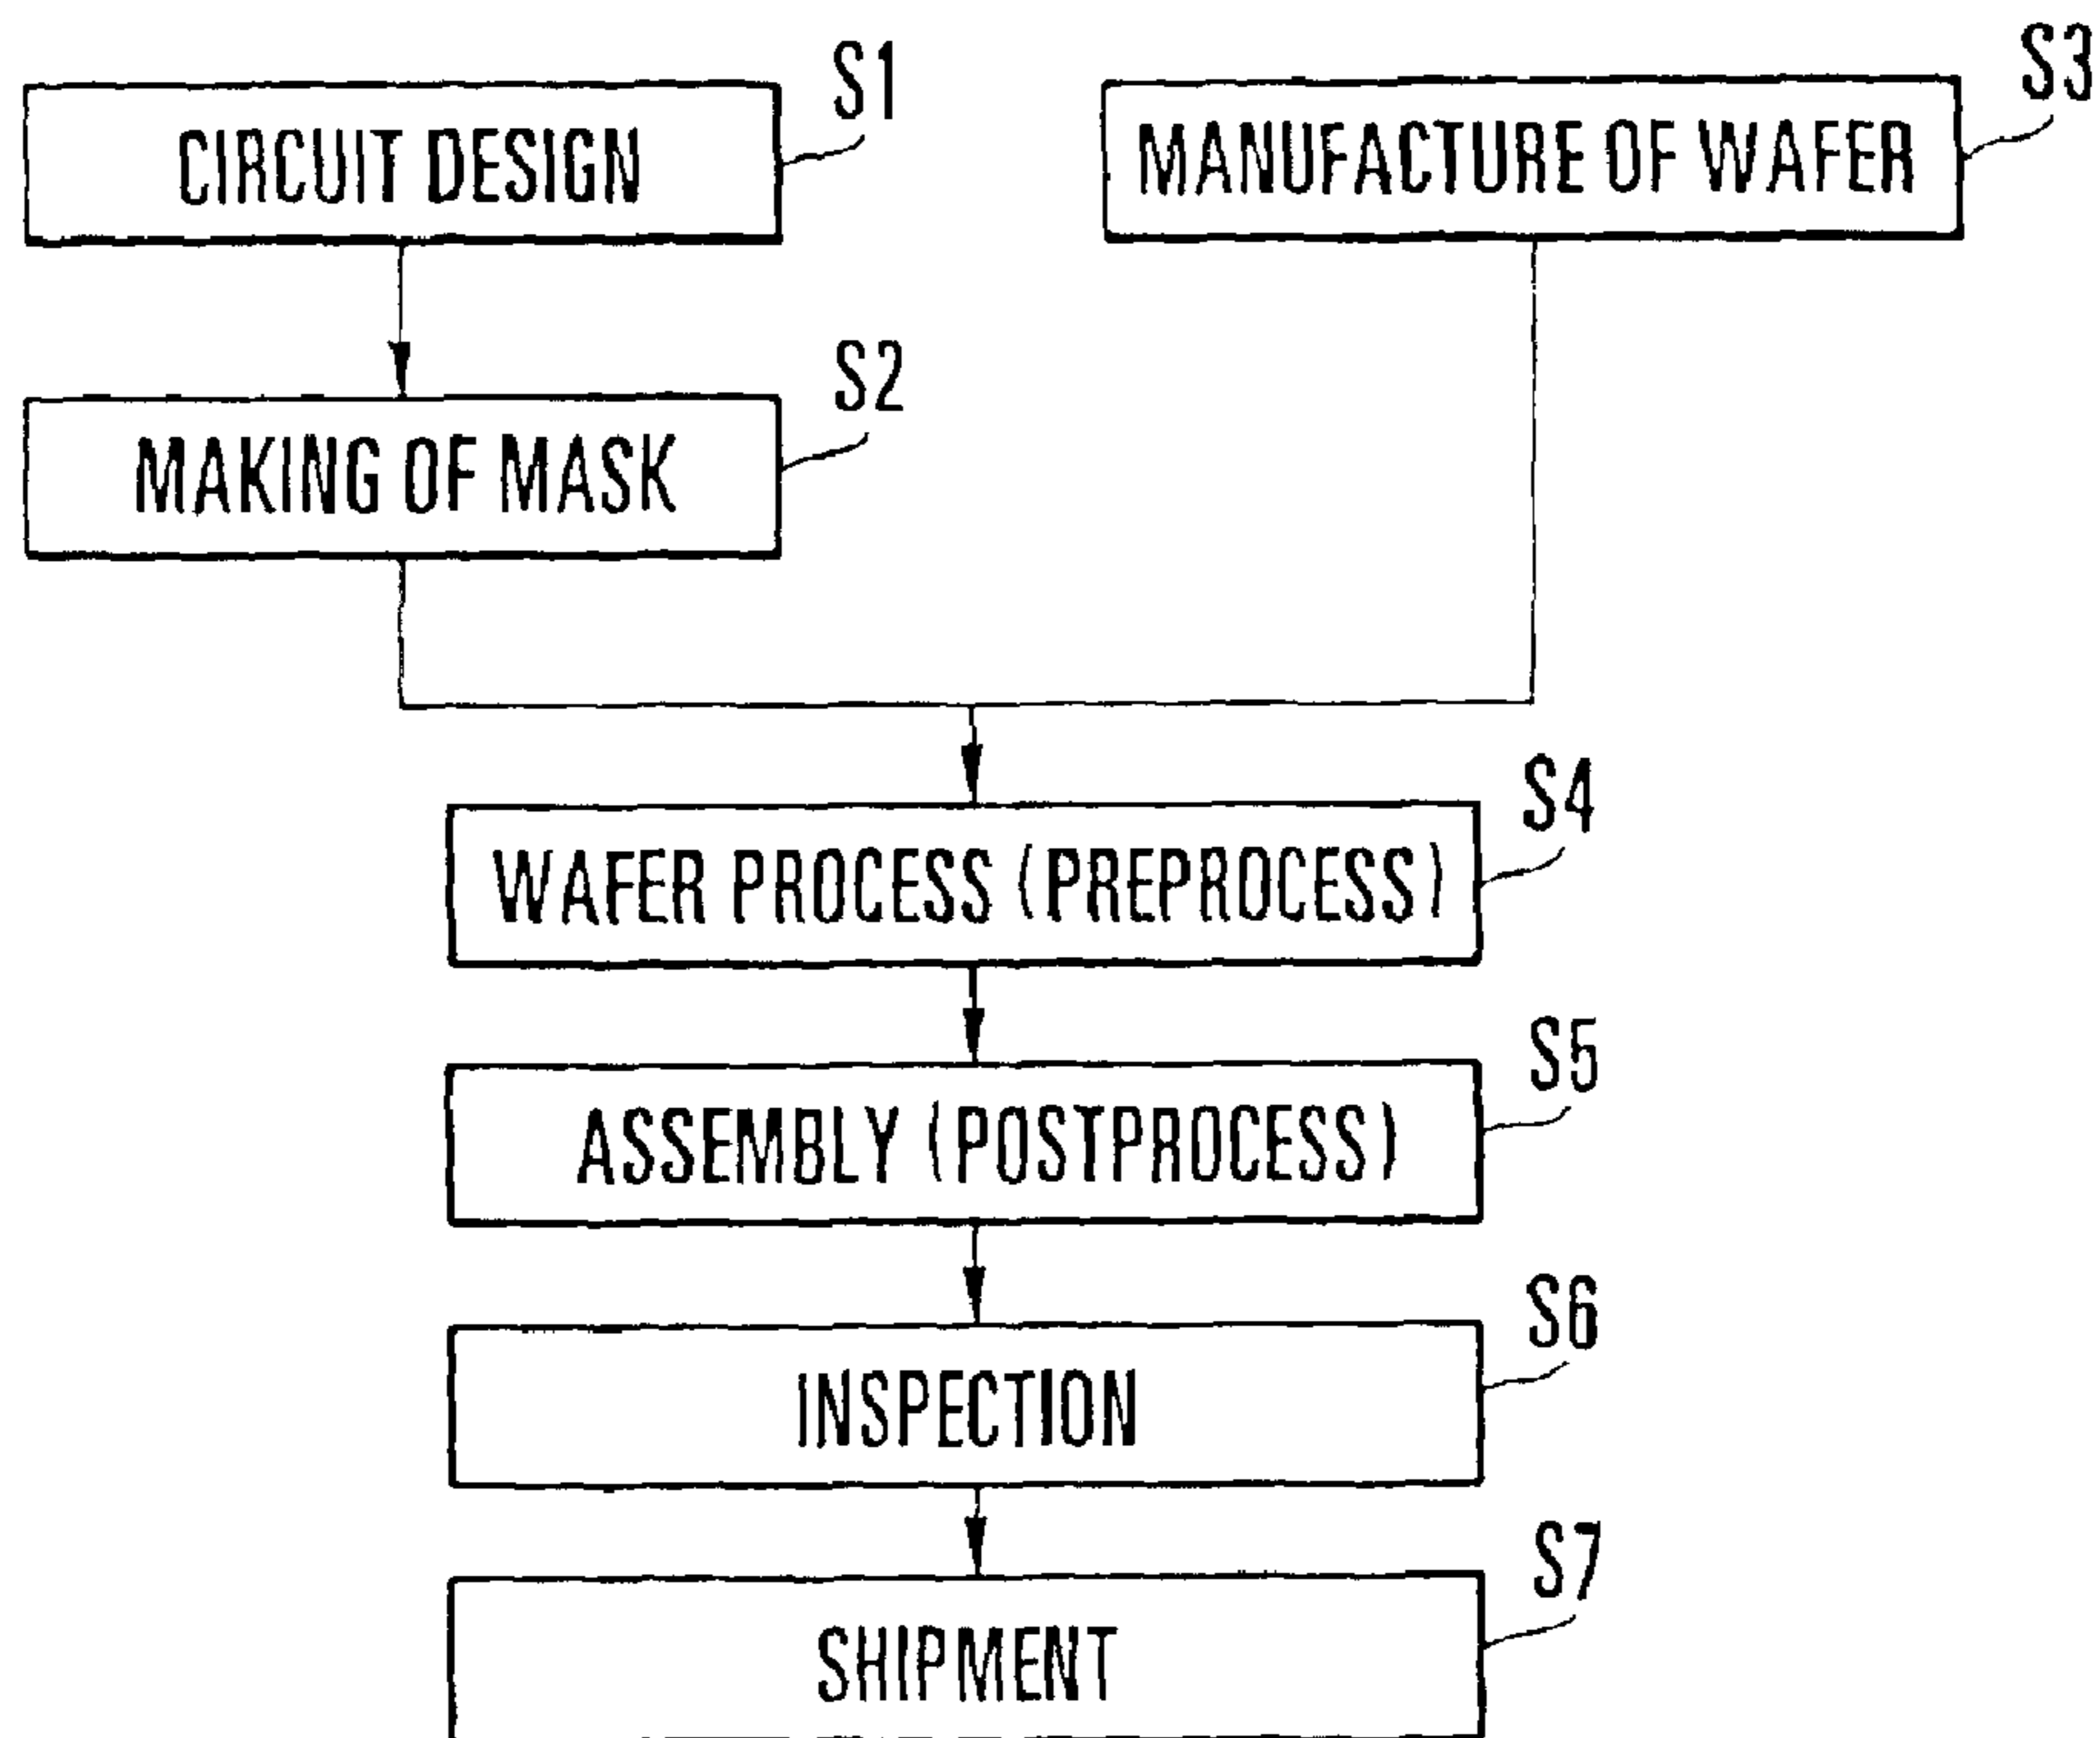 S1
CIRCUIT DESIGN
S3
MANUFACTURE OF WAFER
S2
MAKING OF MASK
S4
WAFER PROCESS (PREPROCESS)
S5
ASSEMBLY (POSTPROCESS)
S6
INSPECTION
S7
SHIPMENT